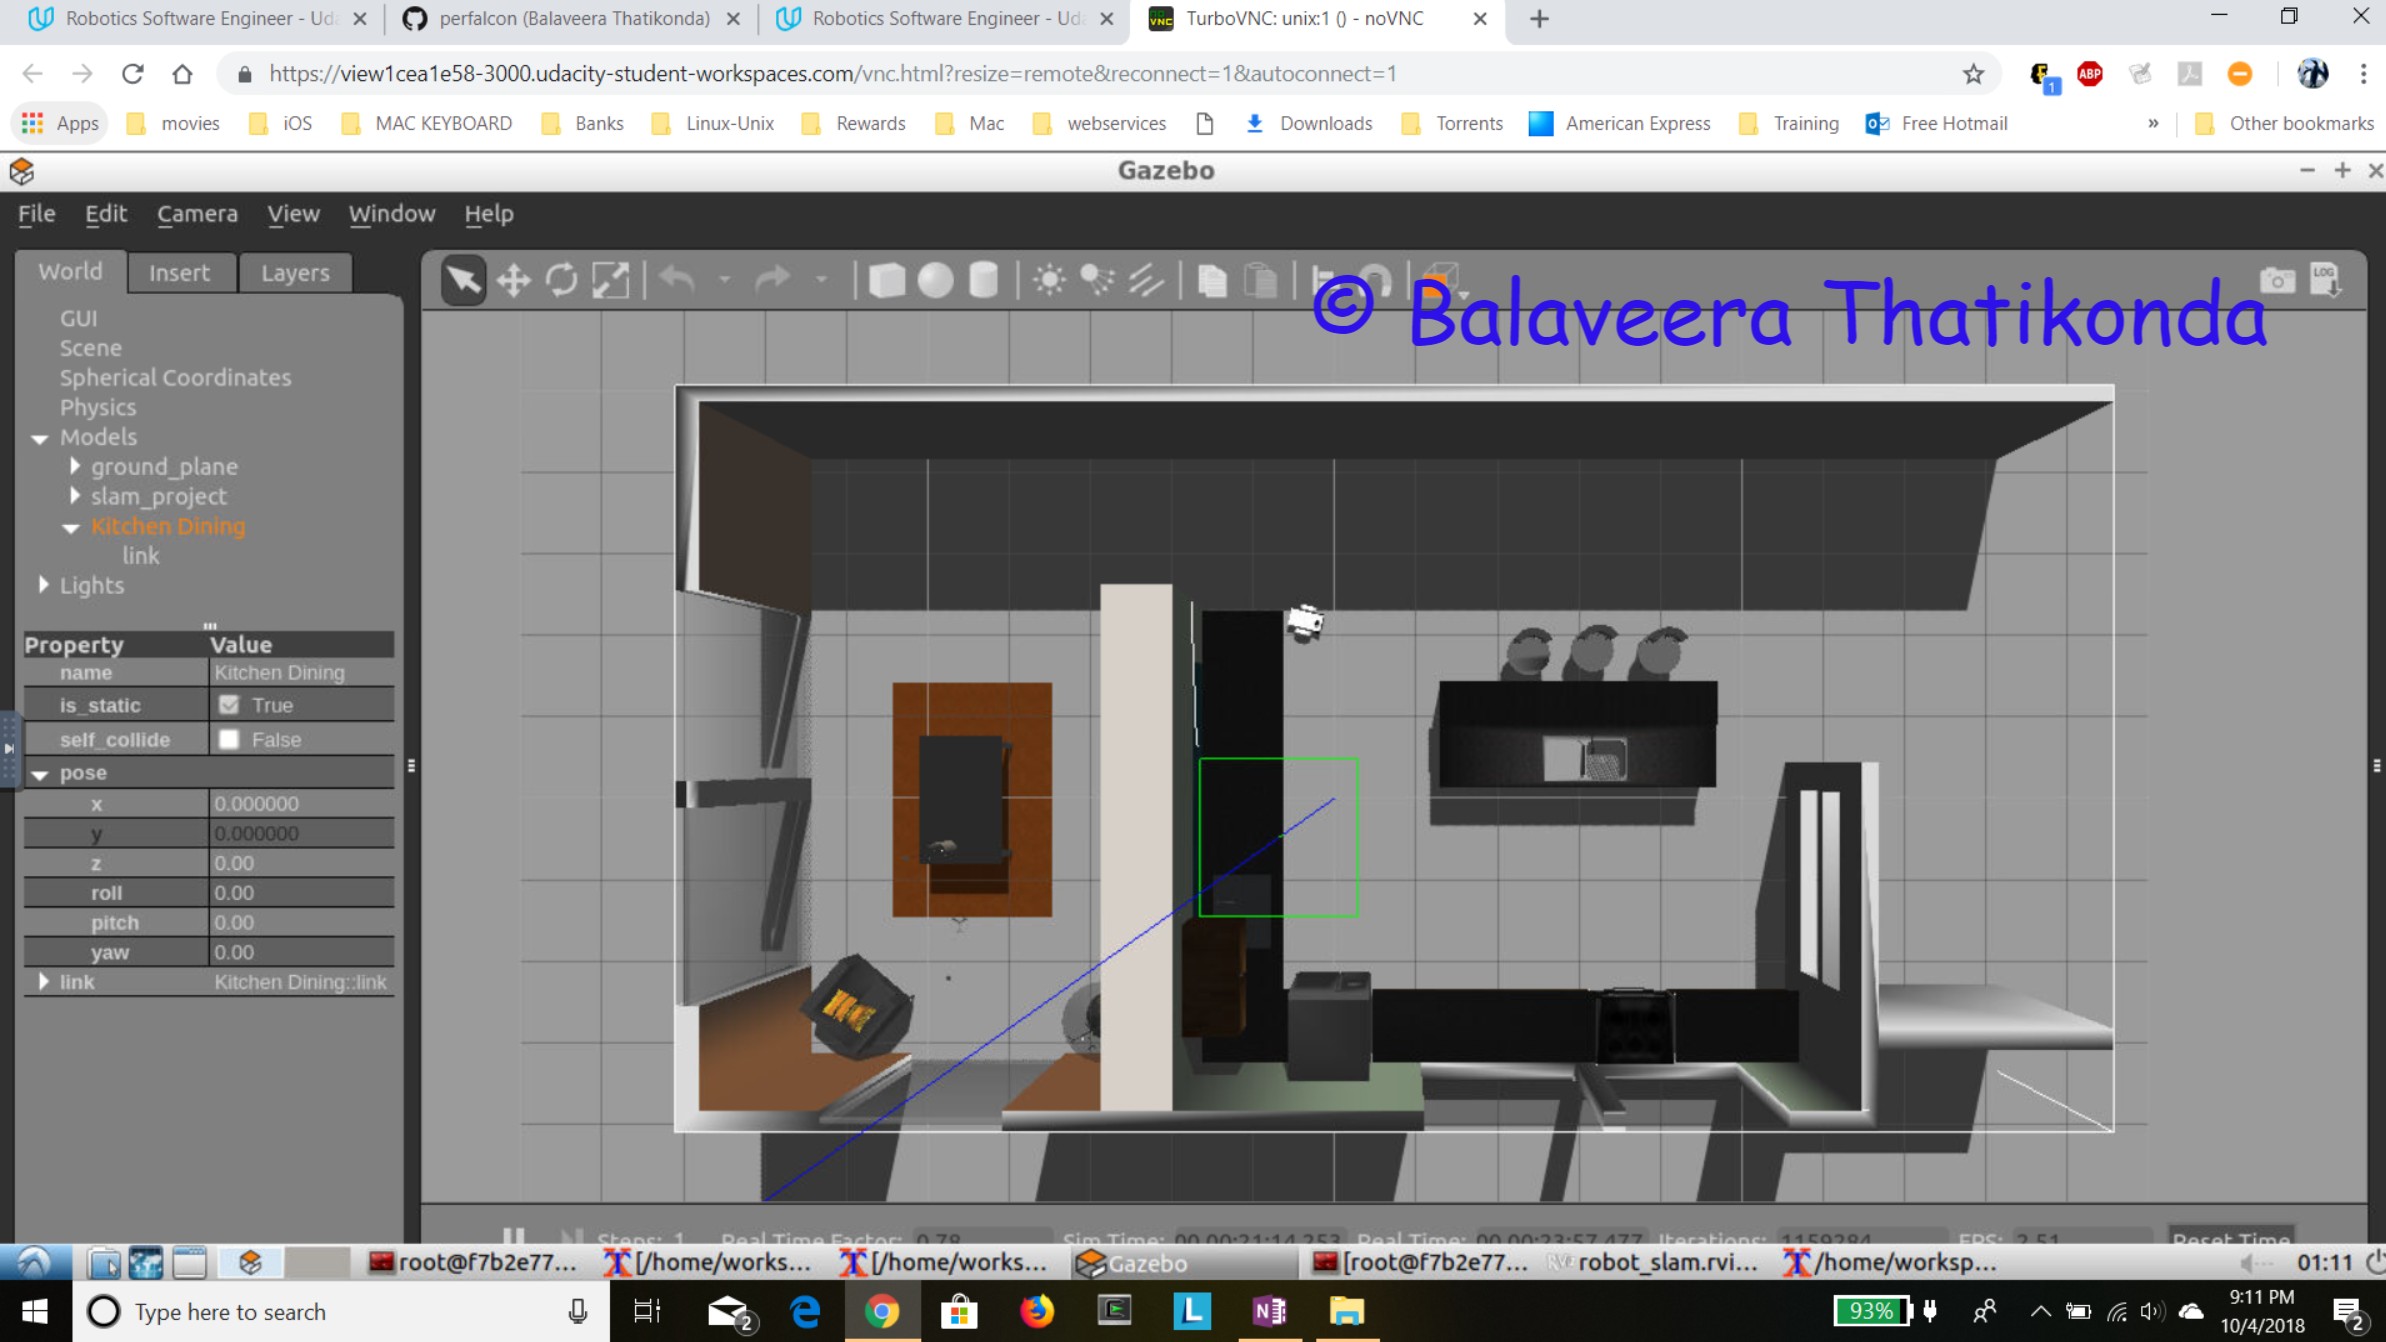 Robotics Software Engineer - Uda
perfalcon (Balaveera Thatikonda)
Robotics Software Engineer - Ud
TurboVNC: unix:1 () - noVNC
https://view1cea1e58-3000.udacity-student-workspaces.com/vnc.html?resize=remote&reconnect=1&autoconnect=1
1
ABP
Apps
movies
iOS
MAC KEYBOARD
Banks
Linux-Unix
Rewards
Mac
webservices
Downloads
Torrents
American Express
Training
Free Hotmail
»
Other bookmarks
Gazebo
File Edit Camera View Window Help
World Insert Layers
LOG
© Balaveera Thatikonda
GUI
Scene
Spherical Coordinates
Physics
Models
ground_plane
slam_project
Kitchen Dining
link
Lights
Property Value
name Kitchen Dining
is_static True
self_collide False
pose
x 0.000000
y 0.000000
z 0.00
roll 0.00
pitch 0.00
yaw 0.00
link Kitchen Dining::link
Steps: 1 Real Time Factor: 0.78 Sim Time: 00 00:21:14.253 Real Time: 00 00:23:57.477 Iterations: 1159284 FPS: 2.51 Reset Time
root@f7b2e77...
[/home/works...
[/home/works...
Gazebo
[root@f7b2e77...
robot_slam.rvi...
/home/worksp...
01:11
Type here to search
2
93%
9:11 PM
10/4/2018
2